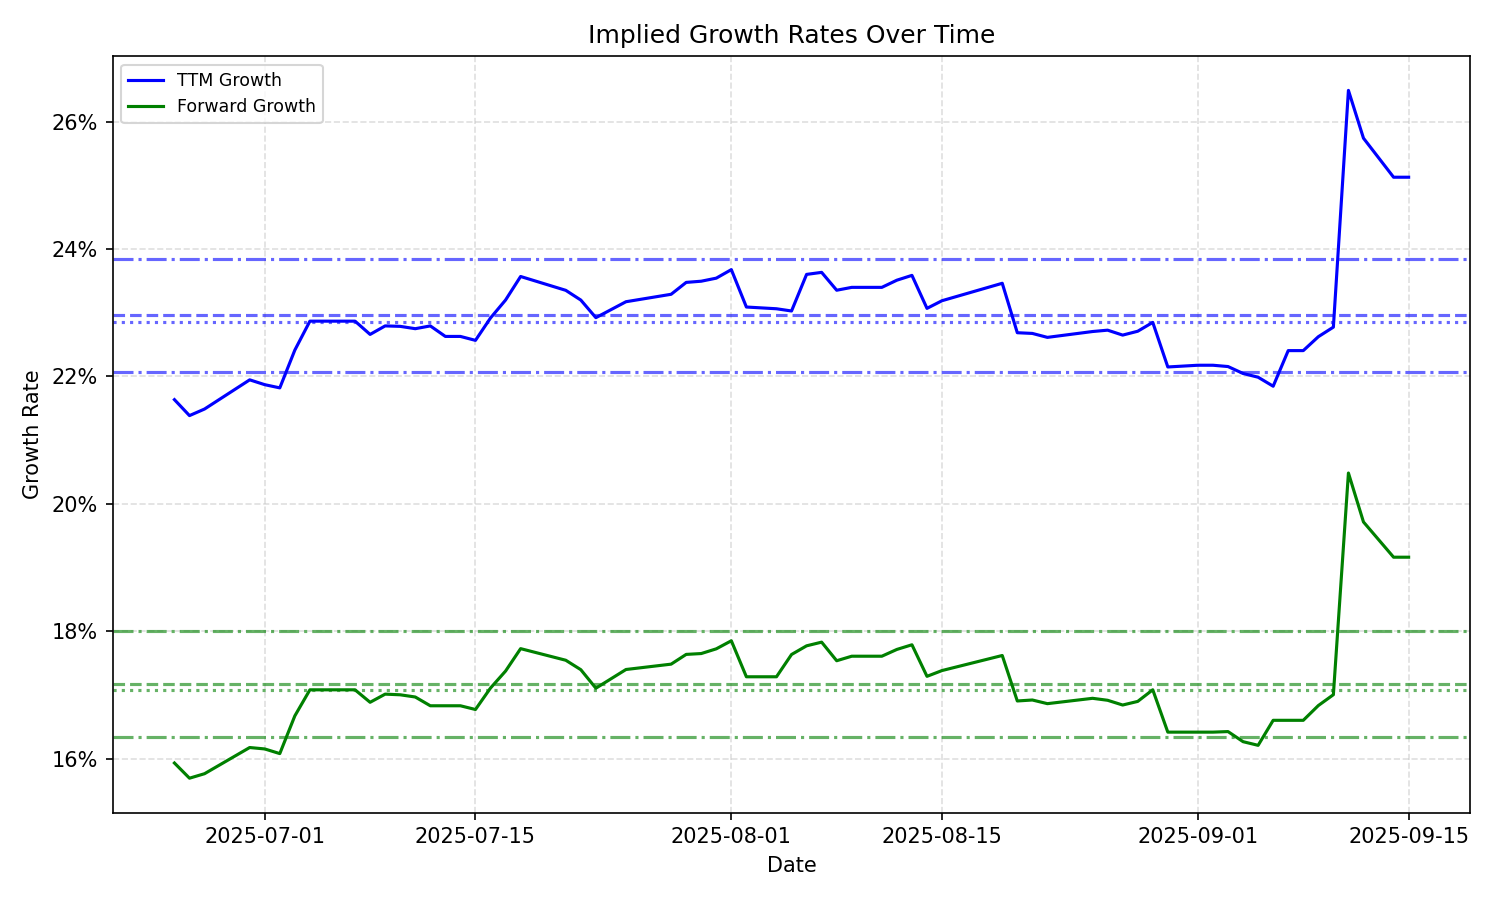 Implied Growth Rates Over Time
TTM Growth
Forward Growth
26%
24%
22%
20%
18%
16%
Growth Rate
2025-07-01
2025-07-15
2025-08-01
2025-08-15
2025-09-01
2025-09-15
Date